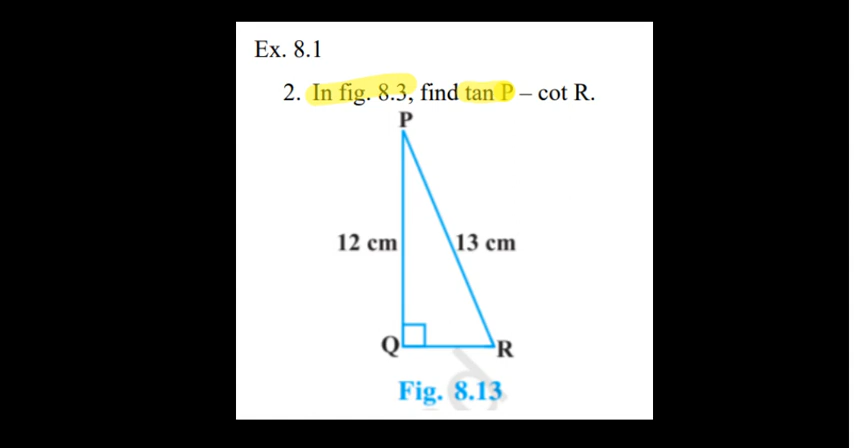 Ex. 8.1
2. In fig. 8.3, find tan P – cot R.
P
12 cm
13 cm
Q
R
Fig. 8.13